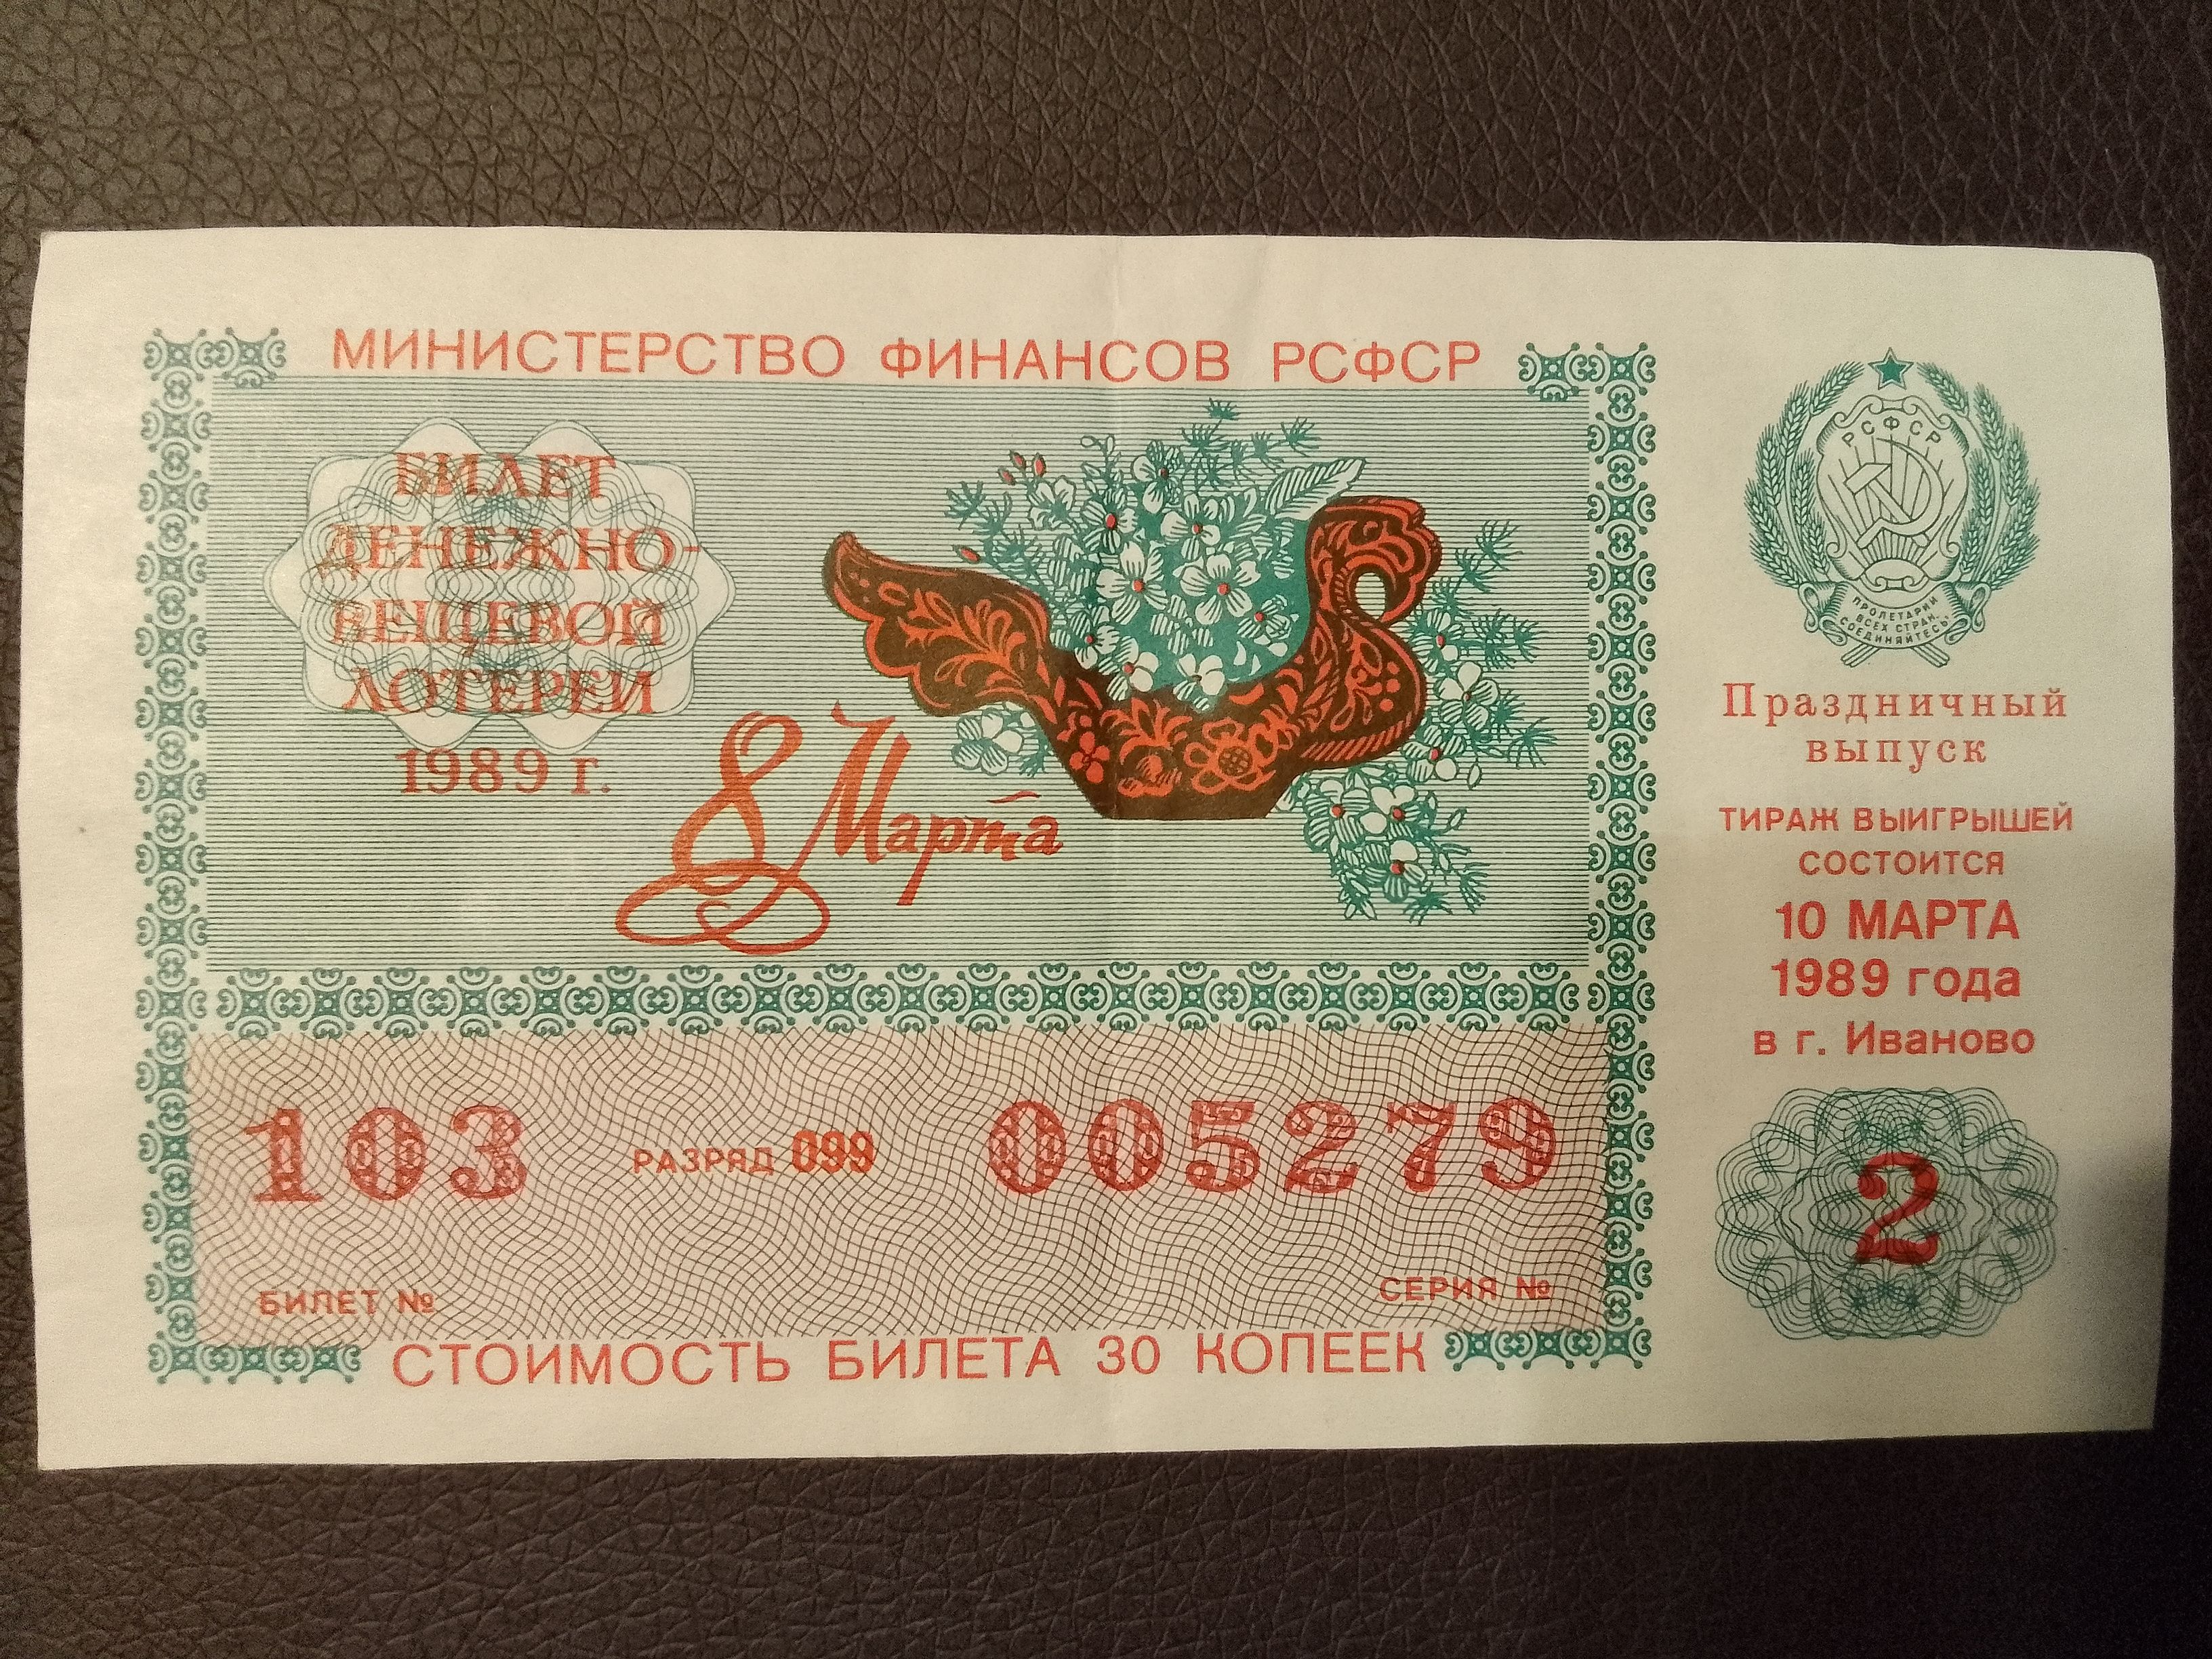 МИНИСТЕРСТВО ФИНАНСОВ РСФСР
БИЛЕТ
ДЕНЕЖНО-
ВЕЩЕВОЙ
ЛОТЕРЕИ
1989 г.
8 Марта
103 РАЗРЯД 099 005279
БИЛЕТ № СЕРИЯ №
СТОИМОСТЬ БИЛЕТА 30 КОПЕЕК
РСФСР
ПРОЛЕТАРИИ
ВСЕХ СТРАН,
СОЕДИНЯЙТЕСЬ!
Праздничный
выпуск
ТИРАЖ ВЫИГРЫШЕЙ
СОСТОИТСЯ
10 МАРТА
1989 года
в г. Иваново
2